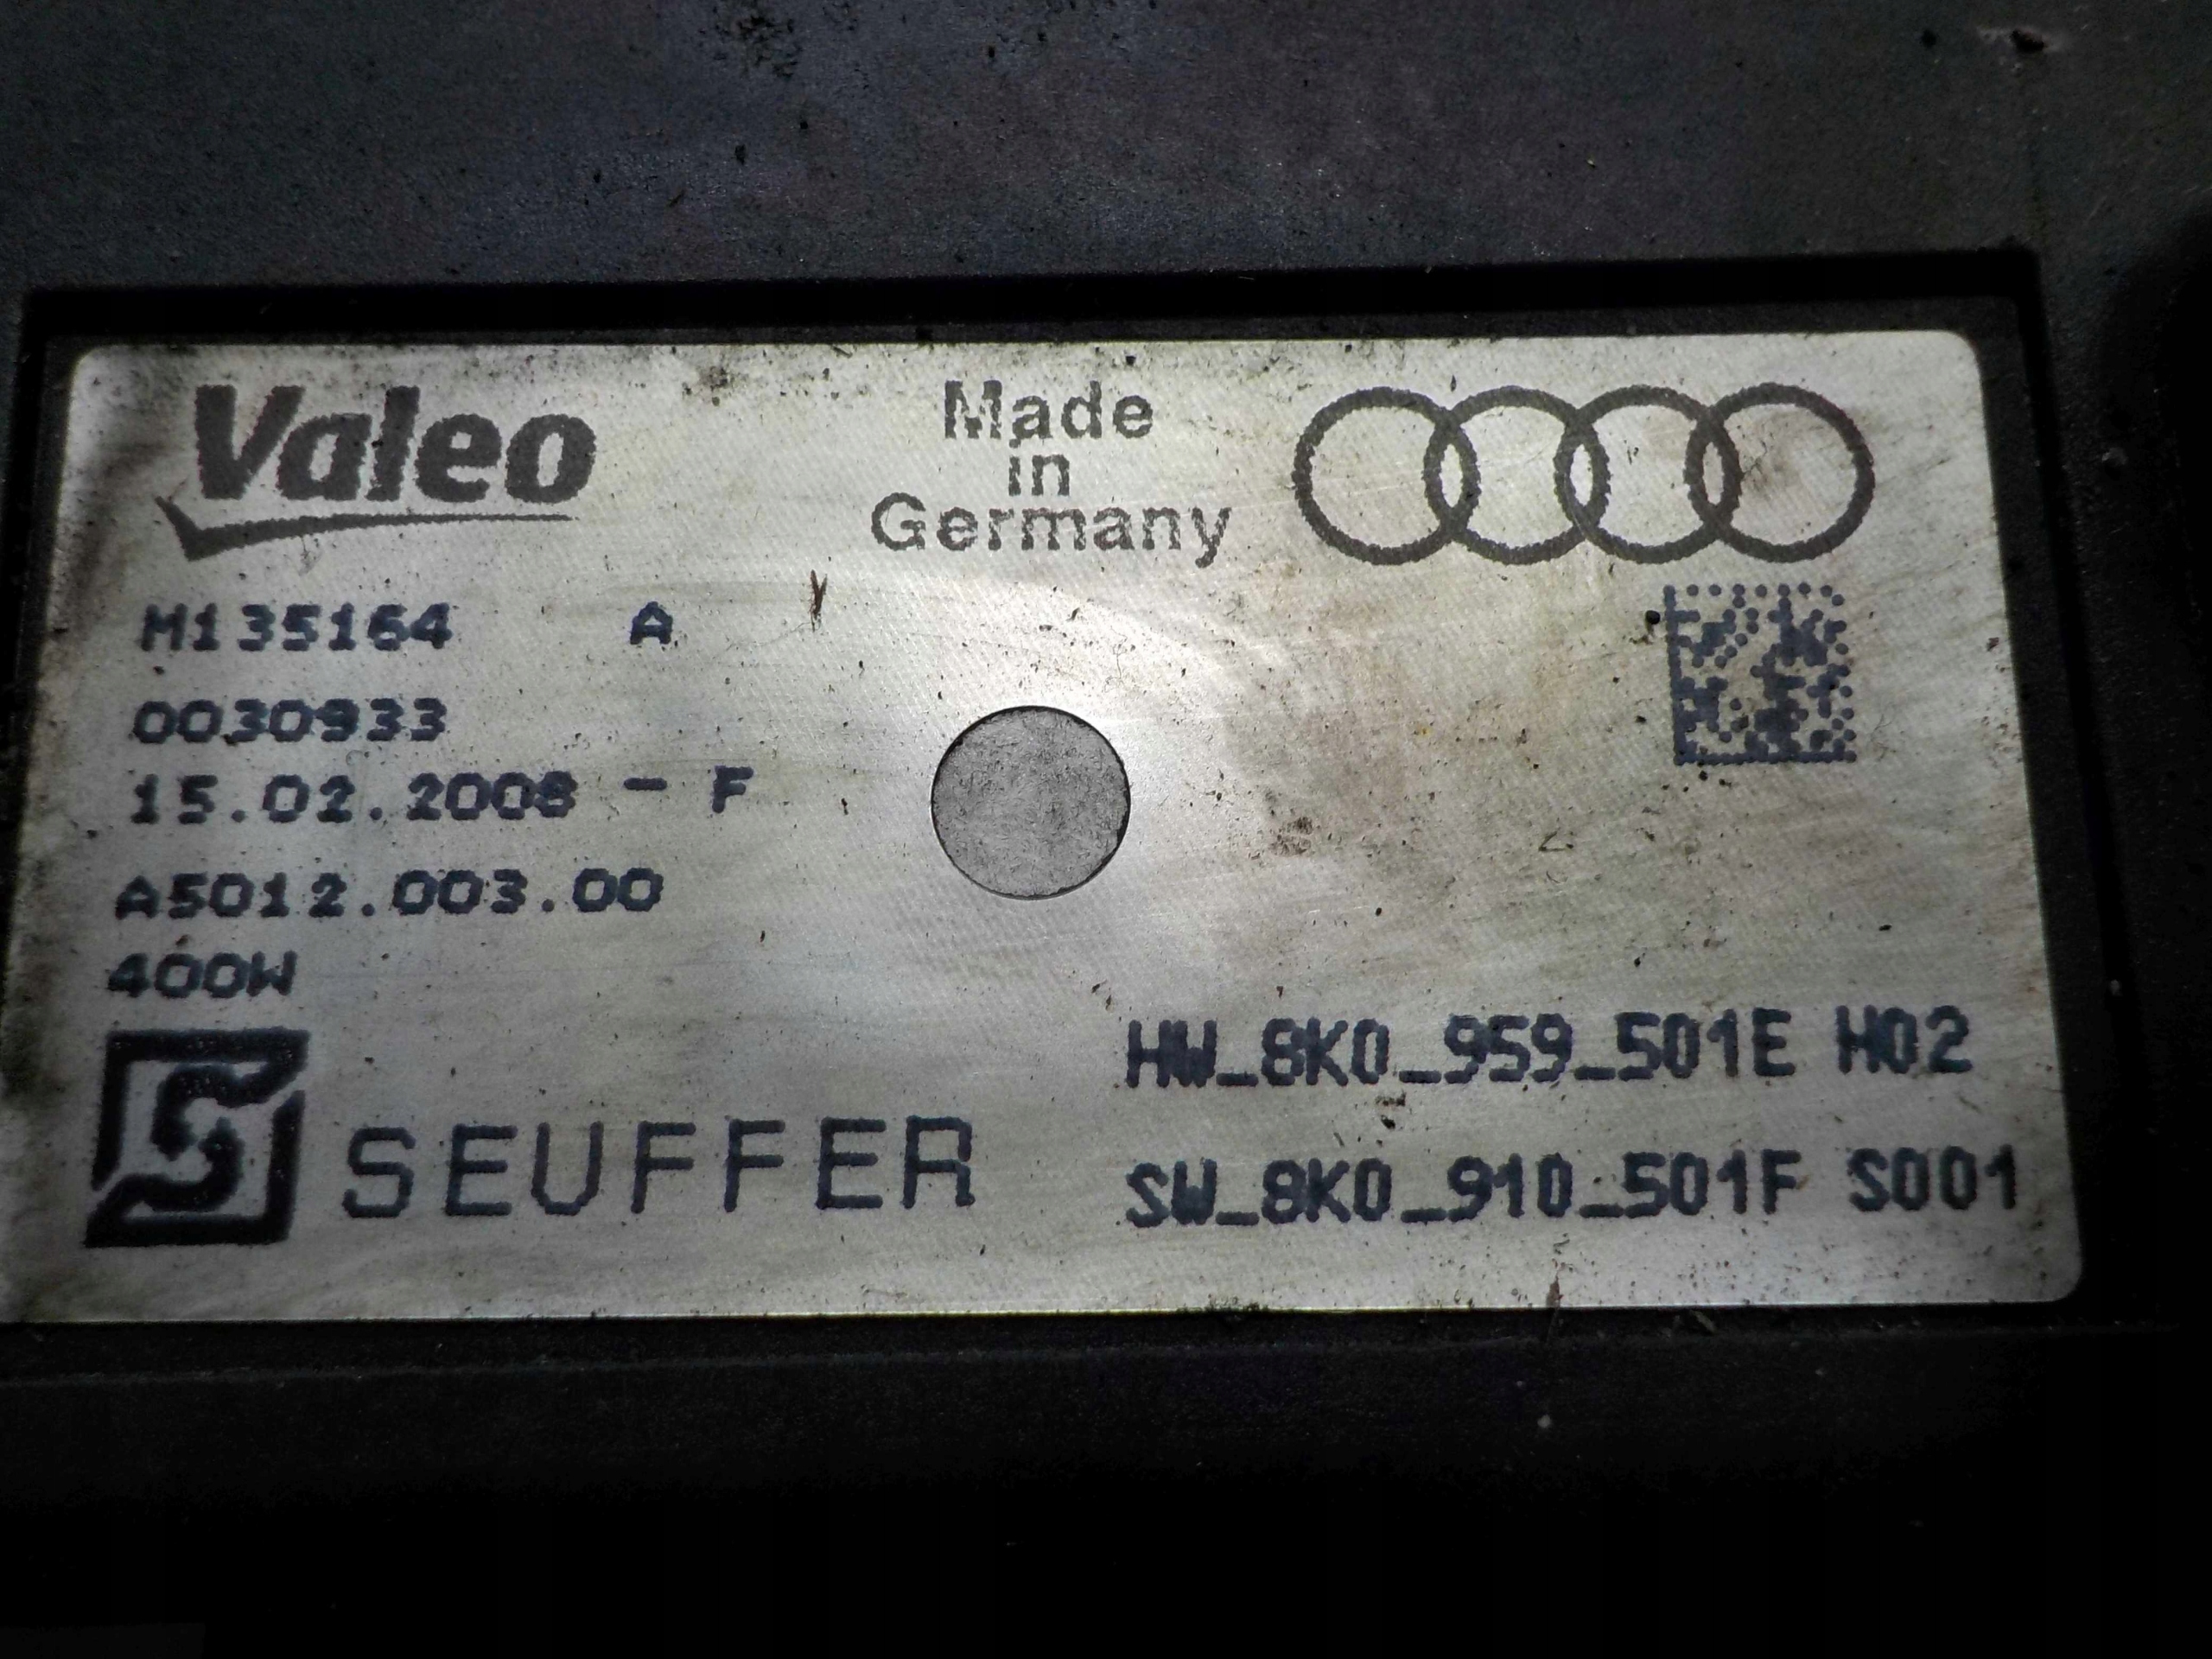 Valeo
Made
in
Germany
M135164 A
0030933
15.02.2008 - F
A5012.003.00
400W
SEUFFER
HW_8K0_959_501E H02
SW_8K0_910_501F S001